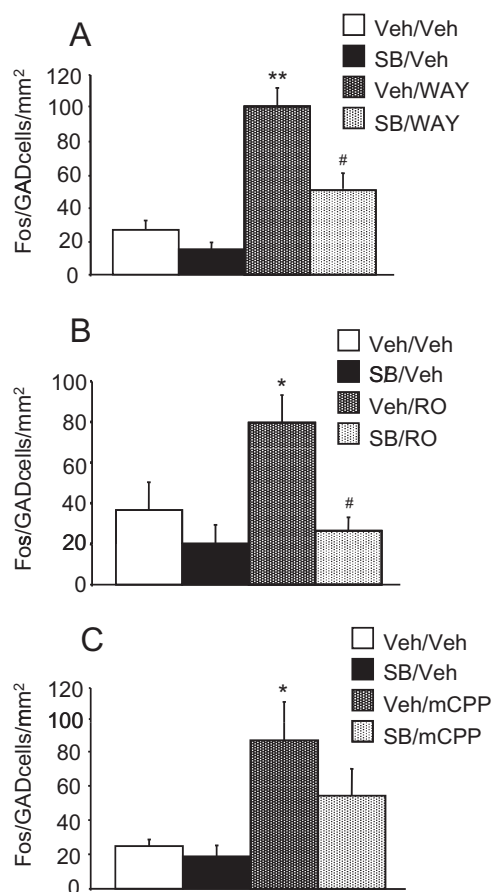 A
Veh/Veh
SB/Veh
Veh/WAY
SB/WAY
Fos/GADcells/mm²
120
100
80
60
40
20
0
**
#
B
Veh/Veh
SB/Veh
Veh/RO
SB/RO
Fos/GADcells/mm²
100
80
60
40
20
0
*
#
C
Veh/Veh
SB/Veh
Veh/mCPP
SB/mCPP
Fos/GADcells/mm²
120
100
80
60
40
20
0
*